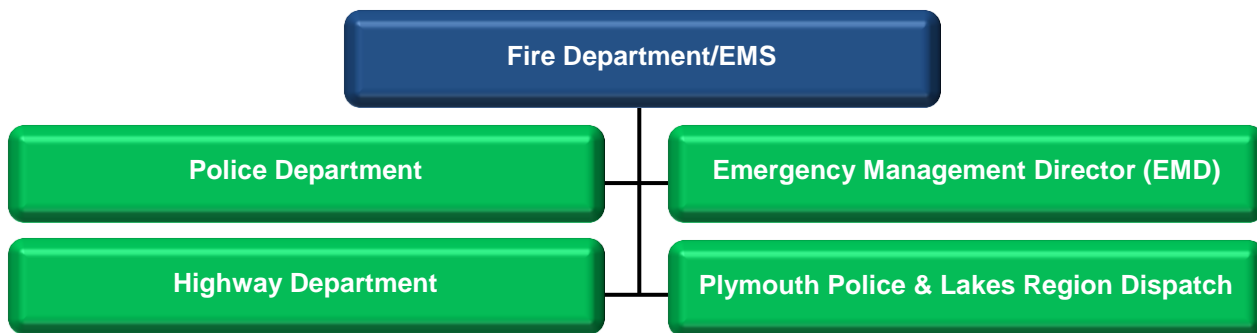 Fire Department/EMS
Police Department
Emergency Management Director (EMD)
Highway Department
Plymouth Police & Lakes Region Dispatch